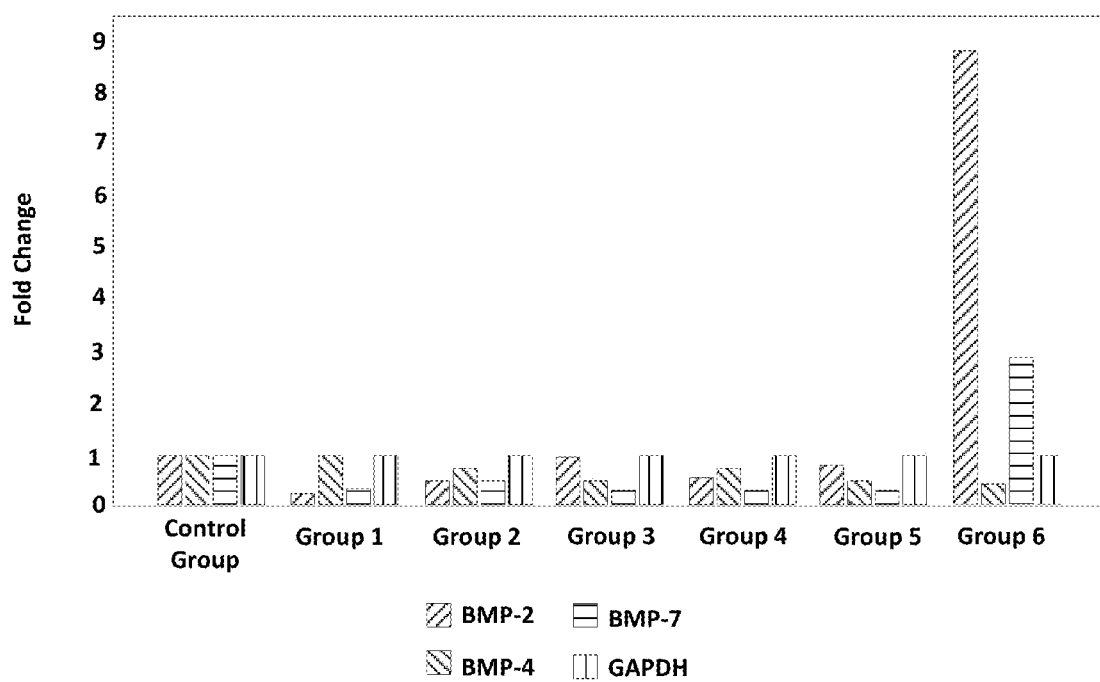 Fold Change
9
8
7
6
5
4
3
2
1
0
Control
Group
Group 1
Group 2
Group 3
Group 4
Group 5
Group 6
BMP-2
BMP-7
BMP-4
GAPDH